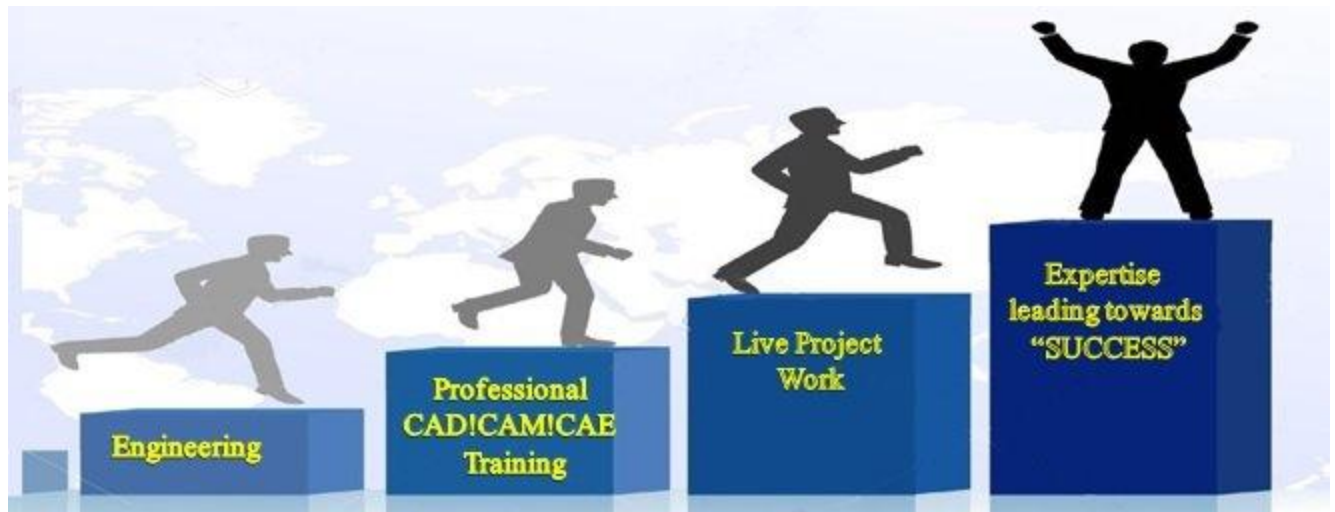 Engineering
Professional
CAD!CAM!CAE
Training
Live Project
Work
Expertise
leading towards
“SUCCESS”